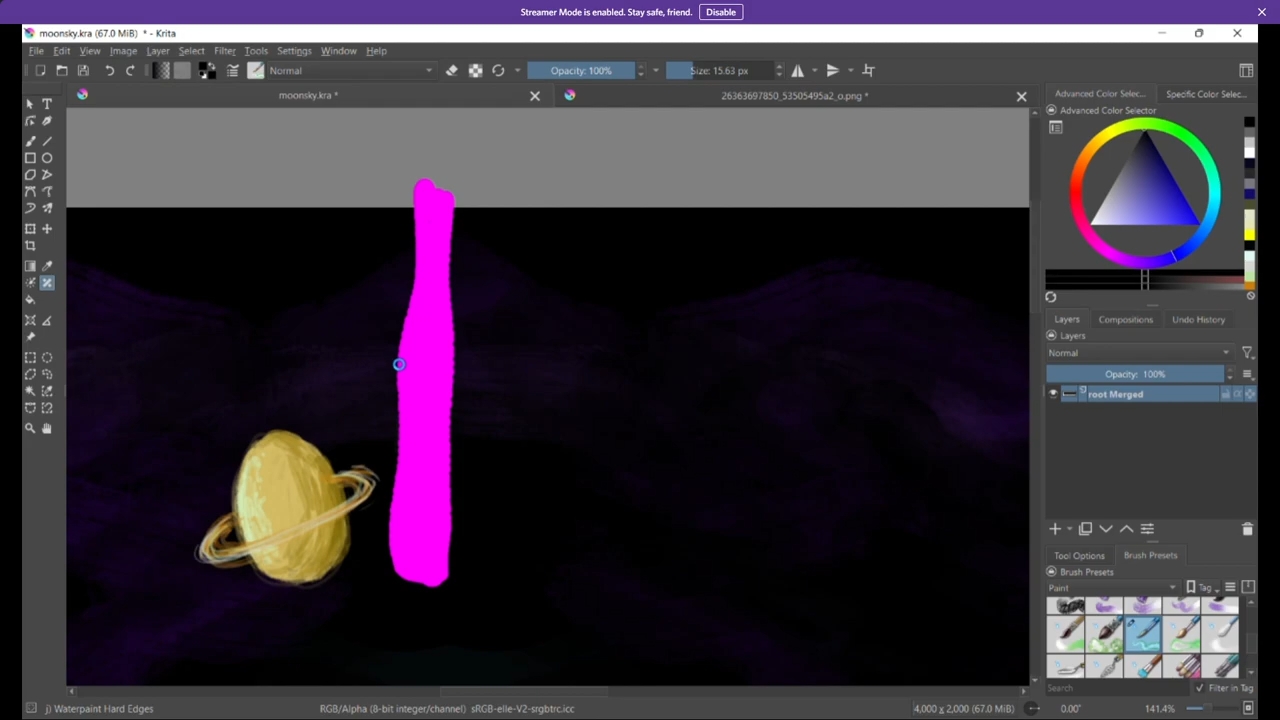 Streamer Mode is enabled. Stay safe, friend. Disable
moonsky.kra (67.0 MiB) * - Krita
File Edit View Image Layer Select Filter Tools Settings Window Help
Normal Opacity: 100% Size: 15.63 px
moonsky.kra * 26363697850_53505495a2_o.png *
Advanced Color Selec... Specific Color Selec...
Advanced Color Selector
Layers Compositions Undo History
Layers
Normal
Opacity: 100%
root Merged
Tool Options Brush Presets
Brush Presets
Paint Tag
Search Filter in Tag
j) Waterpaint Hard Edges RGB/Alpha (8-bit integer/channel) sRGB-elle-V2-srgbtrc.icc 4,000 x 2,000 (67.0 MiB) 0.00° 141.4%